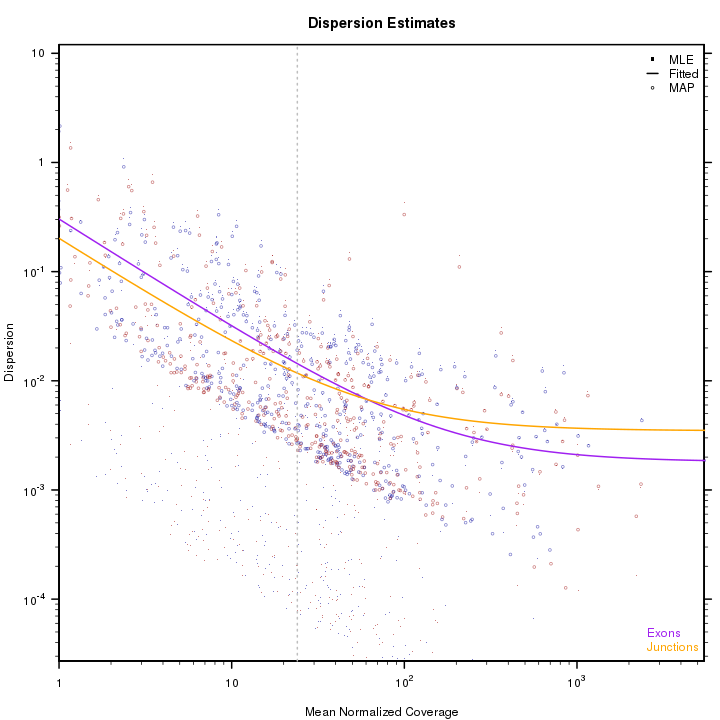 Dispersion Estimates
MLE
Fitted
MAP
10
1
10^-1
10^-2
10^-3
10^-4
Dispersion
Exons
Junctions
1
10
10^2
10^3
Mean Normalized Coverage